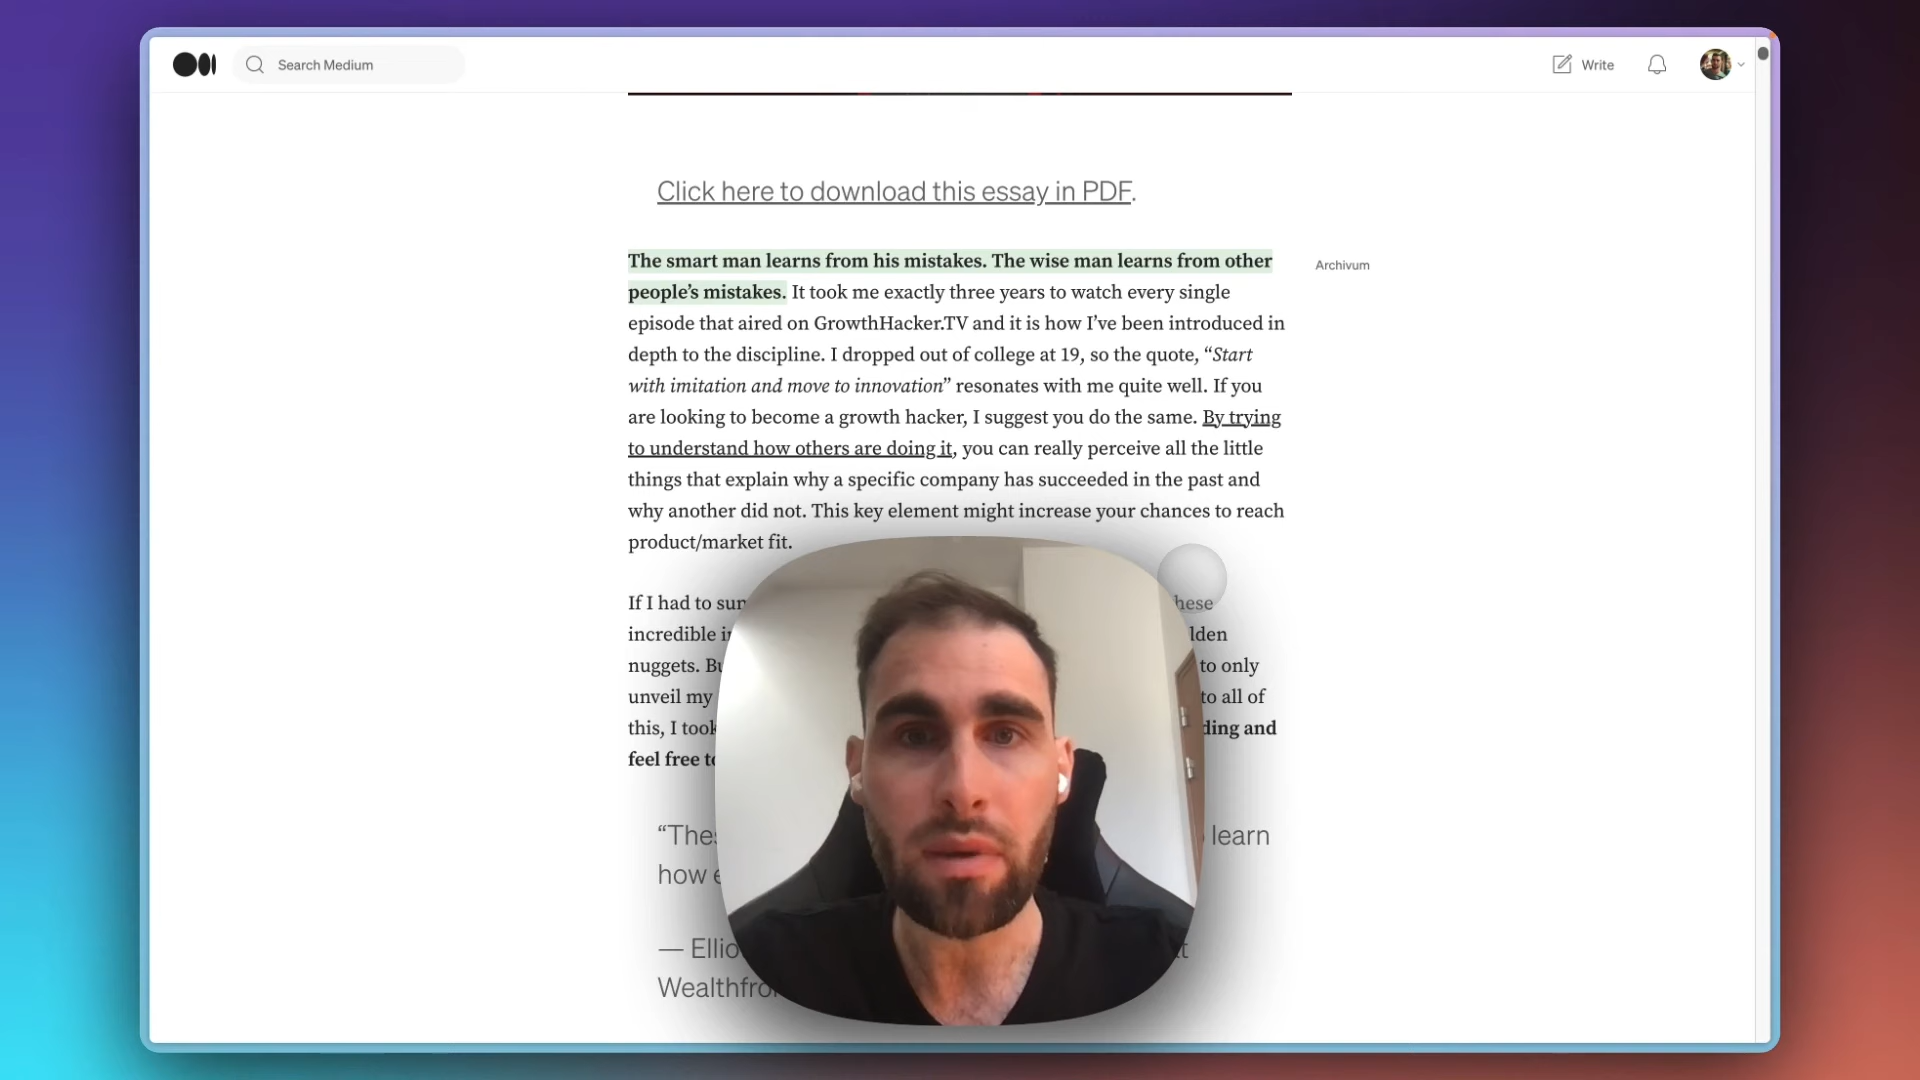 Search Medium
Write
Click here to download this essay in PDF.
The smart man learns from his mistakes. The wise man learns from other
Archivum
people’s mistakes. It took me exactly three years to watch every single
episode that aired on GrowthHacker.TV and it is how I’ve been introduced in
depth to the discipline. I dropped out of college at 19, so the quote, “Start
with imitation and move to innovation” resonates with me quite well. If you
are looking to become a growth hacker, I suggest you do the same. By trying
to understand how others are doing it, you can really perceive all the little
things that explain why a specific company has succeeded in the past and
why another did not. This key element might increase your chances to reach
product/market fit.
If I had to
incredible
nuggets. to only
unveil my to all of
this, I took and
feel free
learn
how
—